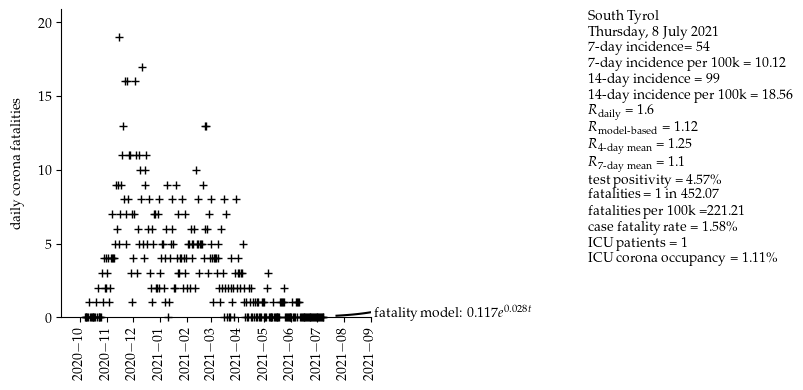 South Tyrol
Thursday, 8 July 2021
7-day incidence= 54
7-day incidence per 100k = 10.12
14-day incidence = 99
14-day incidence per 100k = 18.56
R_daily = 1.6
R_model-based = 1.12
R_4-day mean = 1.25
R_7-day mean = 1.1
test positivity = 4.57%
fatalities = 1 in 452.07
fatalities per 100k =221.21
case fatality rate = 1.58%
ICU patients = 1
ICU corona occupancy = 1.11%
daily corona fatalities
20
15
10
5
0
fatality model: 0.117e^0.028t
2020−10
2020−11
2020−12
2021−01
2021−02
2021−03
2021−04
2021−05
2021−06
2021−07
2021−08
2021−09